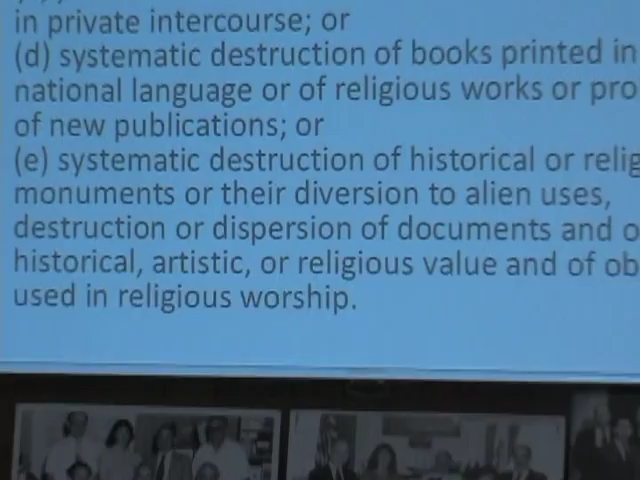 in private intercourse; or
(d) systematic destruction of books printed in
national language or of religious works or pro
of new publications; or
(e) systematic destruction of historical or relig
monuments or their diversion to alien uses,
destruction or dispersion of documents and o
historical, artistic, or religious value and of ob
used in religious worship.